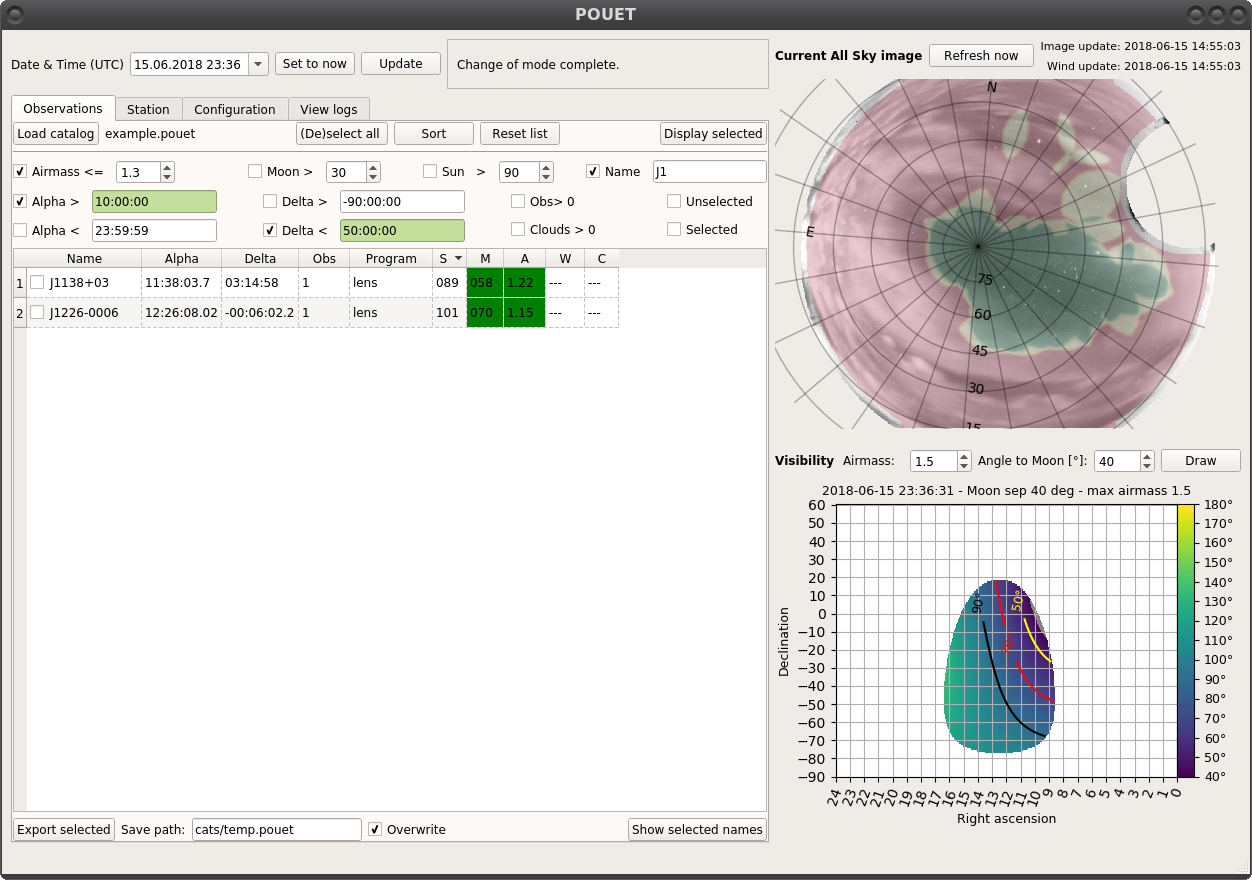 POUET
Date & Time (UTC) 15.06.2018 23:36 Set to now Update Change of mode complete.
Observations Station Configuration View logs
Load catalog example.pouet (De)select all Sort Reset list Display selected
Airmass <= 1.3 Moon > 30 Sun > 90 Name J1
Alpha > 10:00:00 Delta > -90:00:00 Obs> 0 Unselected
Alpha < 23:59:59 Delta < 50:00:00 Clouds > 0 Selected
Name Alpha Delta Obs Program S M A W C
1 J1138+03 11:38:03.7 03:14:58 1 lens 089 058 1.22 --- ---
2 J1226-0006 12:26:08.02 -00:06:02.2 1 lens 101 070 1.15 --- ---
Export selected Save path: cats/temp.pouet Overwrite Show selected names
Current All Sky image Refresh now
Image update: 2018-06-15 14:55:03
Wind update: 2018-06-15 14:55:03
N
E
75
60
45
30
15
Visibility Airmass: 1.5 Angle to Moon [°]: 40 Draw
2018-06-15 23:36:31 - Moon sep 40 deg - max airmass 1.5
Declination
60
50
40
30
20
10
0
−10
−20
−30
−40
−50
−60
−70
−80
−90
90°
70°
50°
180°
170°
160°
150°
140°
130°
120°
110°
100°
90°
80°
70°
60°
50°
40°
24 23 22 21 20 19 18 17 16 15 14 13 12 11 10 9 8 7 6 5 4 3 2 1 0
Right ascension